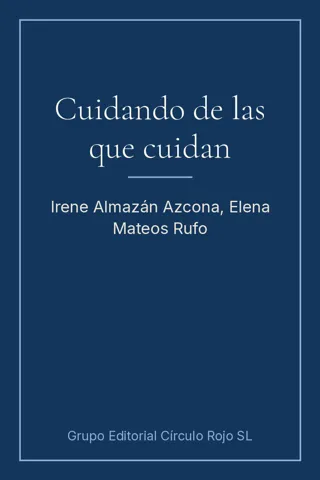 Cuidando de las
que cuidan
Irene Almazán Azcona, Elena
Mateos Rufo
Grupo Editorial Círculo Rojo SL